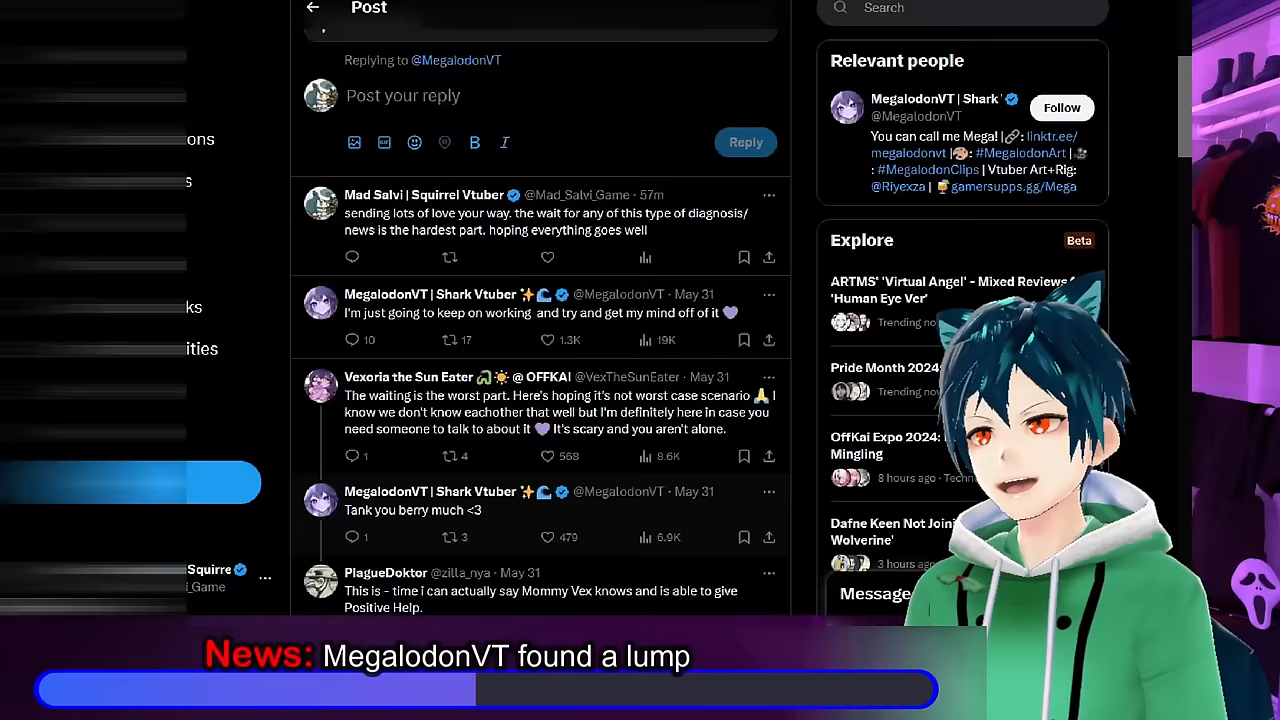 Post
Search
Replying to @MegalodonVT
Post your reply
Reply
ons
s
ks
ities
Squirre
i_Game
Mad Salvi | Squirrel Vtuber @Mad_Salvi_Game · 57m
sending lots of love your way. the wait for any of this type of diagnosis/
news is the hardest part. hoping everything goes well
MegalodonVT | Shark Vtuber ✨🌊 @MegalodonVT · May 31
I'm just going to keep on working and try and get my mind off of it 💜
10 17 1.3K 19K
Vexoria the Sun Eater 🐉☀️ @ OFFKAI @VexTheSunEater · May 31
The waiting is the worst part. Here's hoping it's not worst case scenario 🙏 I
know we don't know eachother that well but I'm definitely here in case you
need someone to talk to about it 💜 It's scary and you aren't alone.
1 4 568 8.6K
MegalodonVT | Shark Vtuber ✨🌊 @MegalodonVT · May 31
Tank you berry much <3
1 3 479 6.9K
PlagueDoktor @zilla_nya · May 31
This is - time i can actually say Mommy Vex knows and is able to give
Positive Help.
Relevant people
MegalodonVT | Shark
@MegalodonVT
Follow
You can call me Mega! |🔗: linktr.ee/
megalodonvt |🎨: #MegalodonArt |🎥
: #MegalodonClips | Vtuber Art+Rig:
@Riyexza | 🍹gamersupps.gg/Mega
Explore
Beta
ARTMS' 'Virtual Angel' - Mixed Reviews
'Human Eye Ver'
Trending no
Pride Month 2024
Trending now
OffKai Expo 2024:
Mingling
8 hours ago · Techn
Dafne Keen Not Joini
Wolverine'
3 hours ago
Message
News: MegalodonVT found a lump